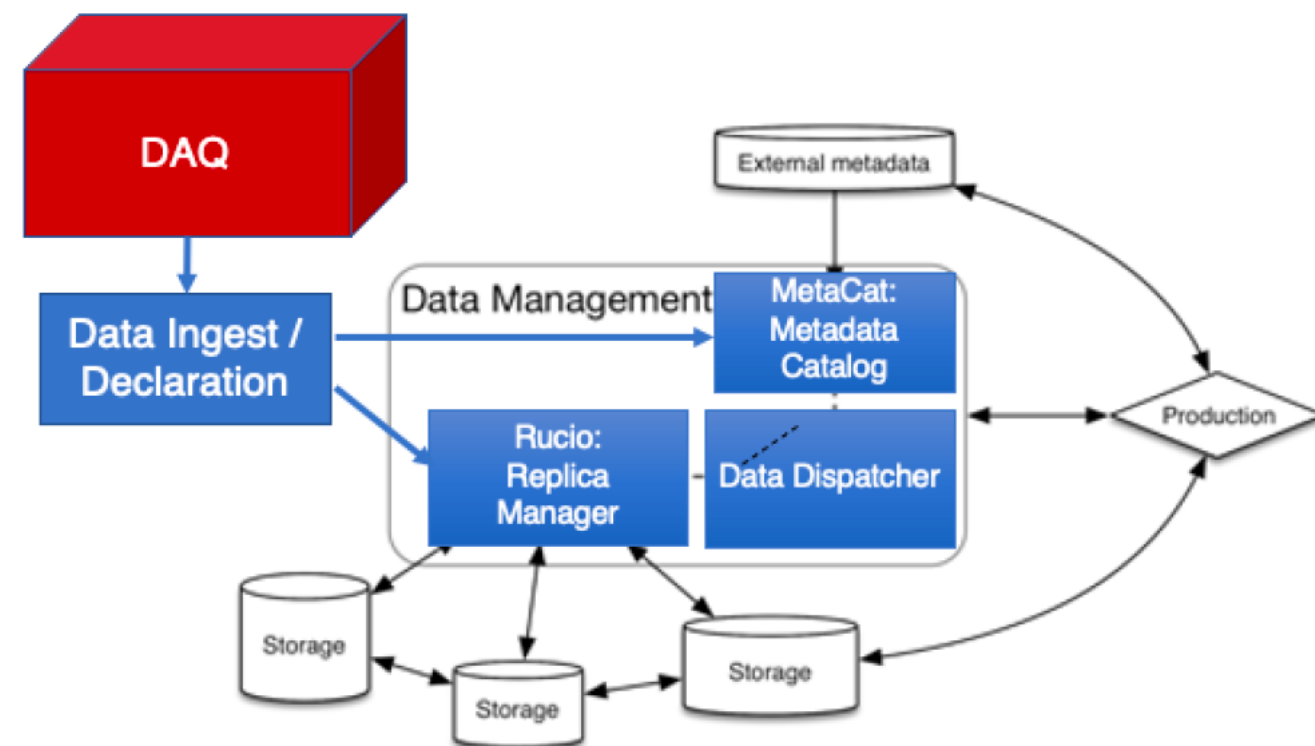 DAQ
External metadata
Data Management
MetaCat:
Metadata
Catalog
Data Ingest /
Declaration
Production
Rucio:
Replica
Manager
Data Dispatcher
Storage
Storage
Storage